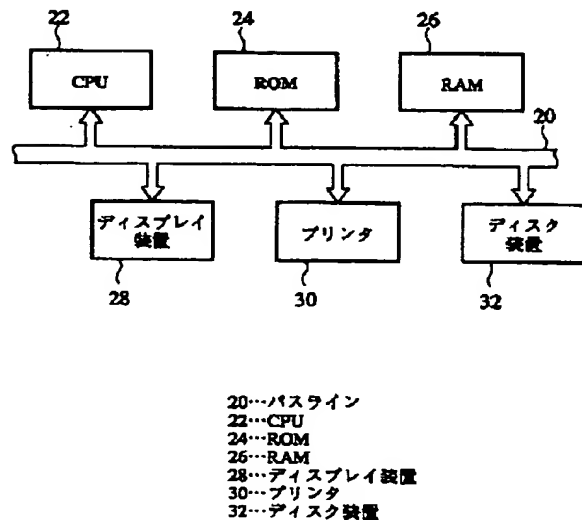 22
24
26
CPU
ROM
RAM
20
ディスプレイ
装置
プリンタ
ディスク
装置
28
30
32
20…バスライン
22…CPU
24…ROM
26…RAM
28…ディスプレイ装置
30…プリンタ
32…ディスク装置